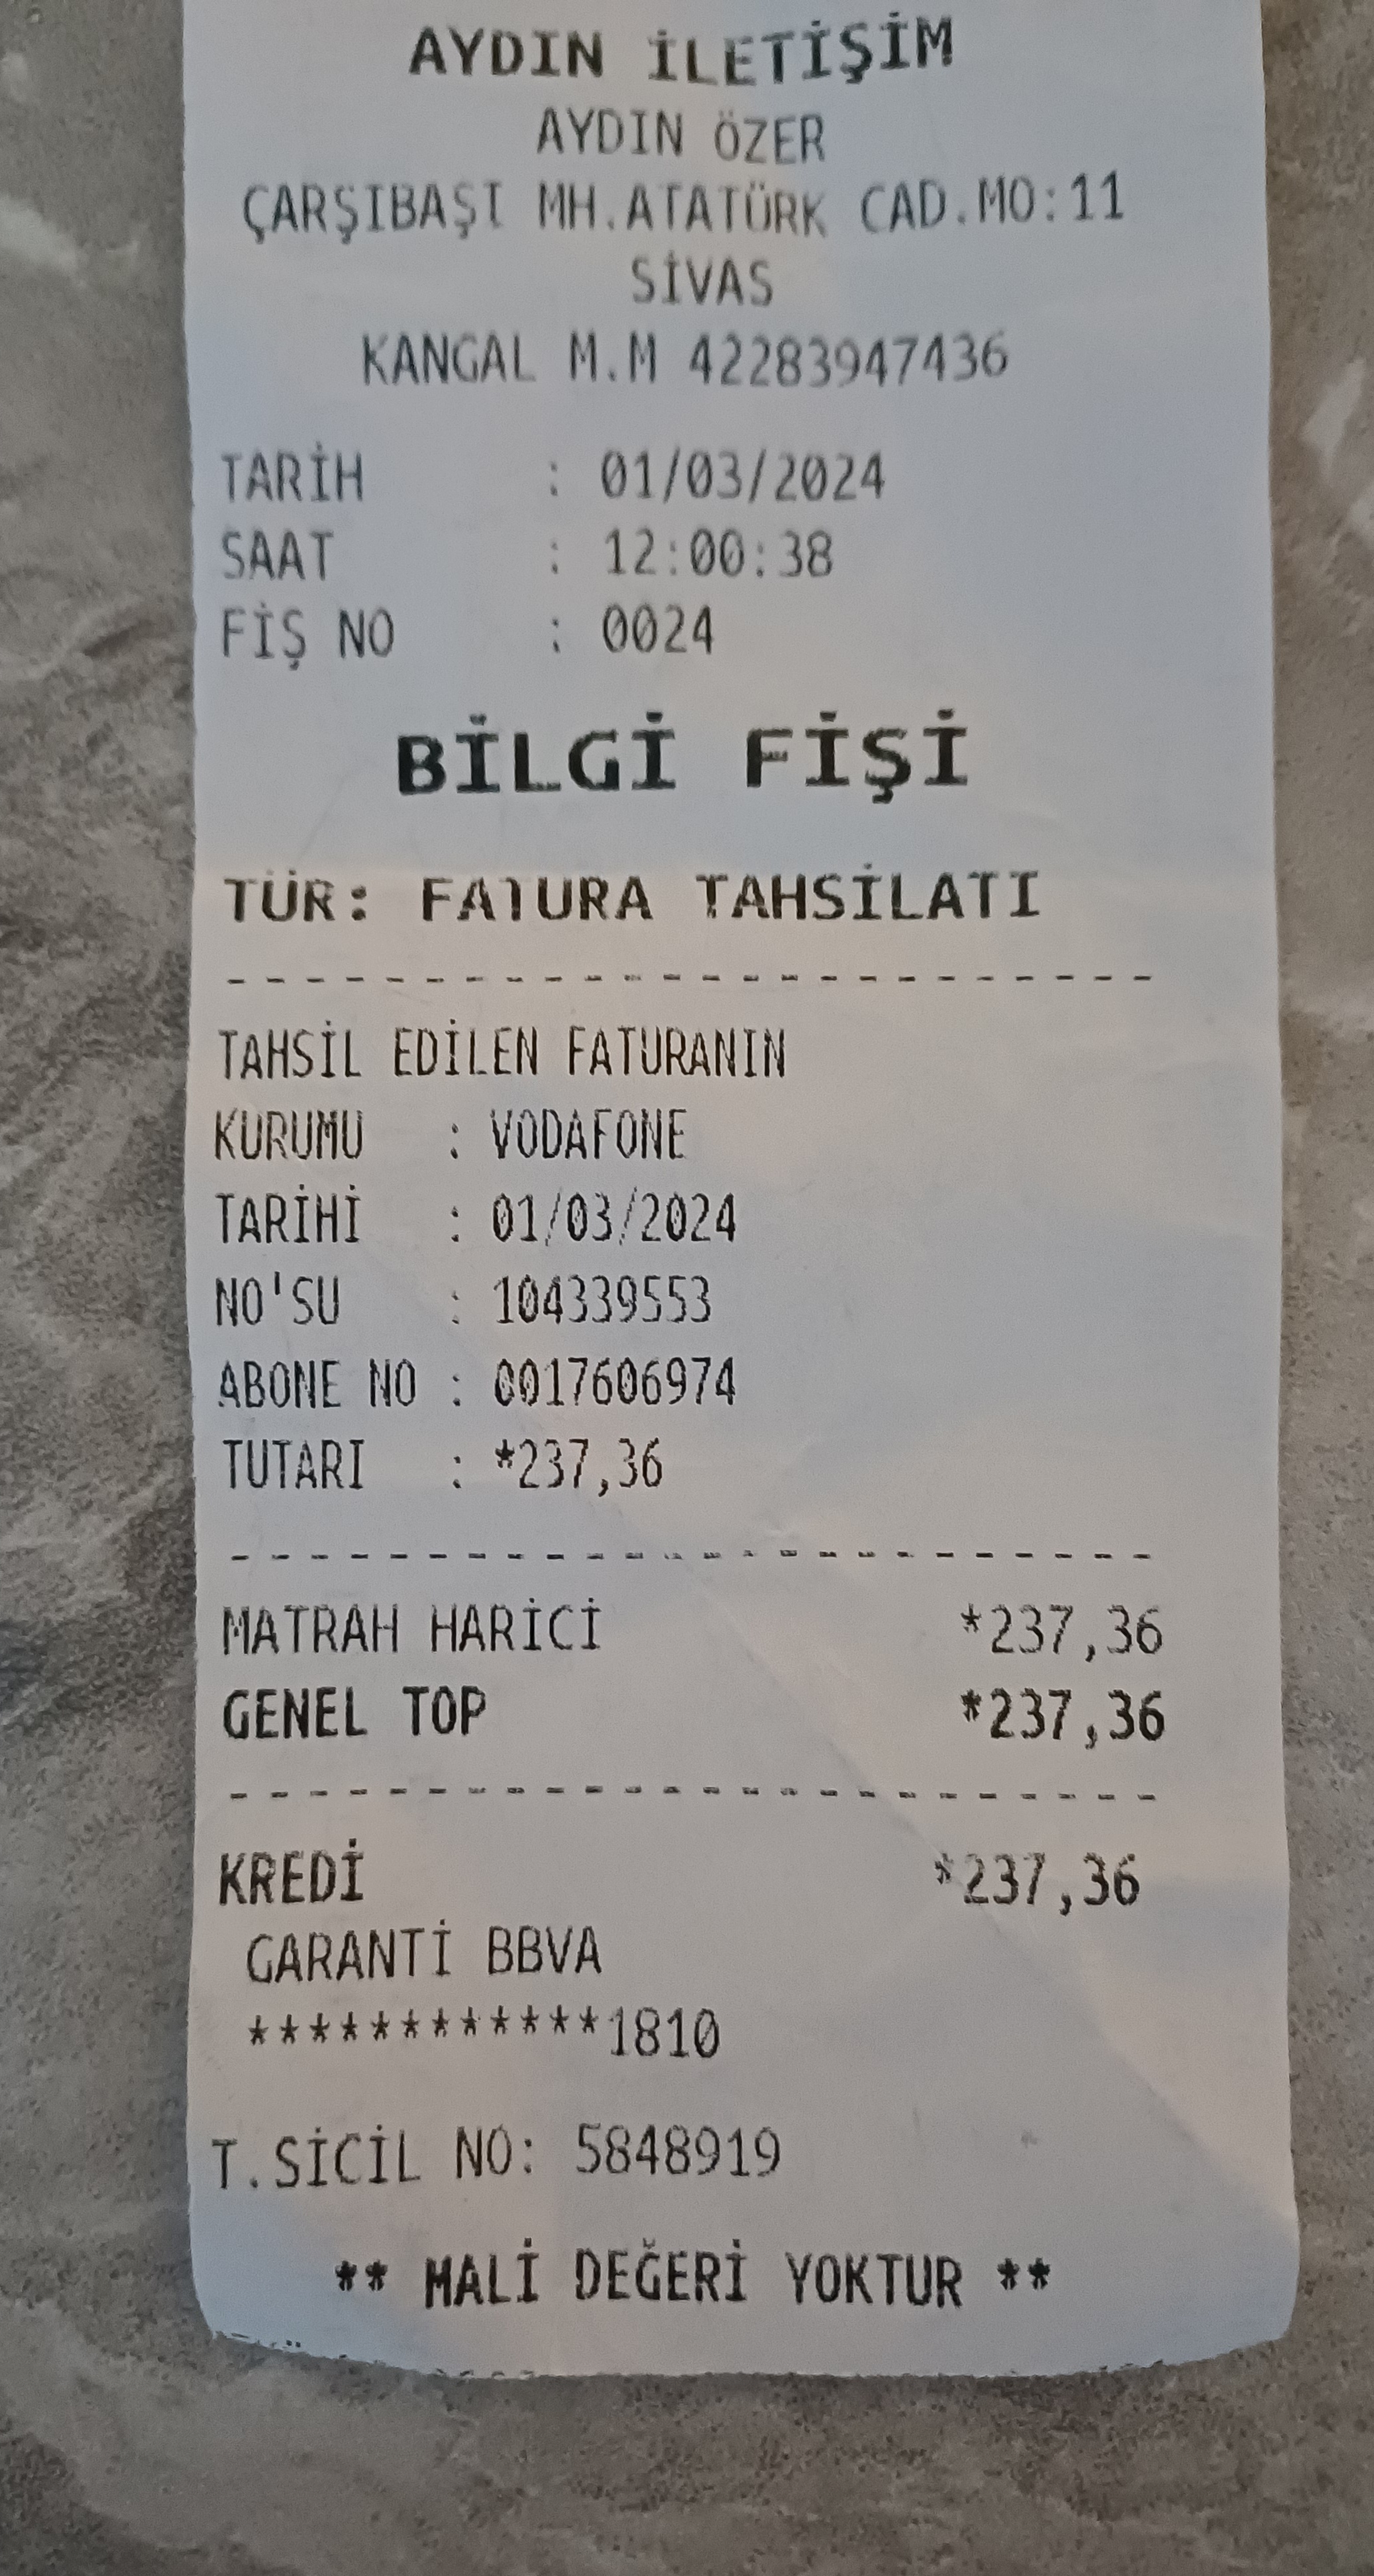 AYDIN İLETİŞİM
AYDIN ÖZER
ÇARŞIBAŞI MH.ATATÜRK CAD.MO:11
SİVAS
KANGAL M.M 42283947436
TARİH : 01/03/2024
SAAT : 12:00:38
FİŞ NO : 0024
BİLGİ FİŞİ
TÜR: FATURA TAHSİLATI
TAHSİL EDİLEN FATURANIN
KURUMU : VODAFONE
TARİHİ : 01/03/2024
NO'SU : 104339553
ABONE NO : 0017606974
TUTARI : *237,36
MATRAH HARİCİ *237,36
GENEL TOP *237,36
KREDİ *237,36
GARANTİ BBVA
************1810
T.SİCİL NO: 5848919
** MALİ DEĞERİ YOKTUR **